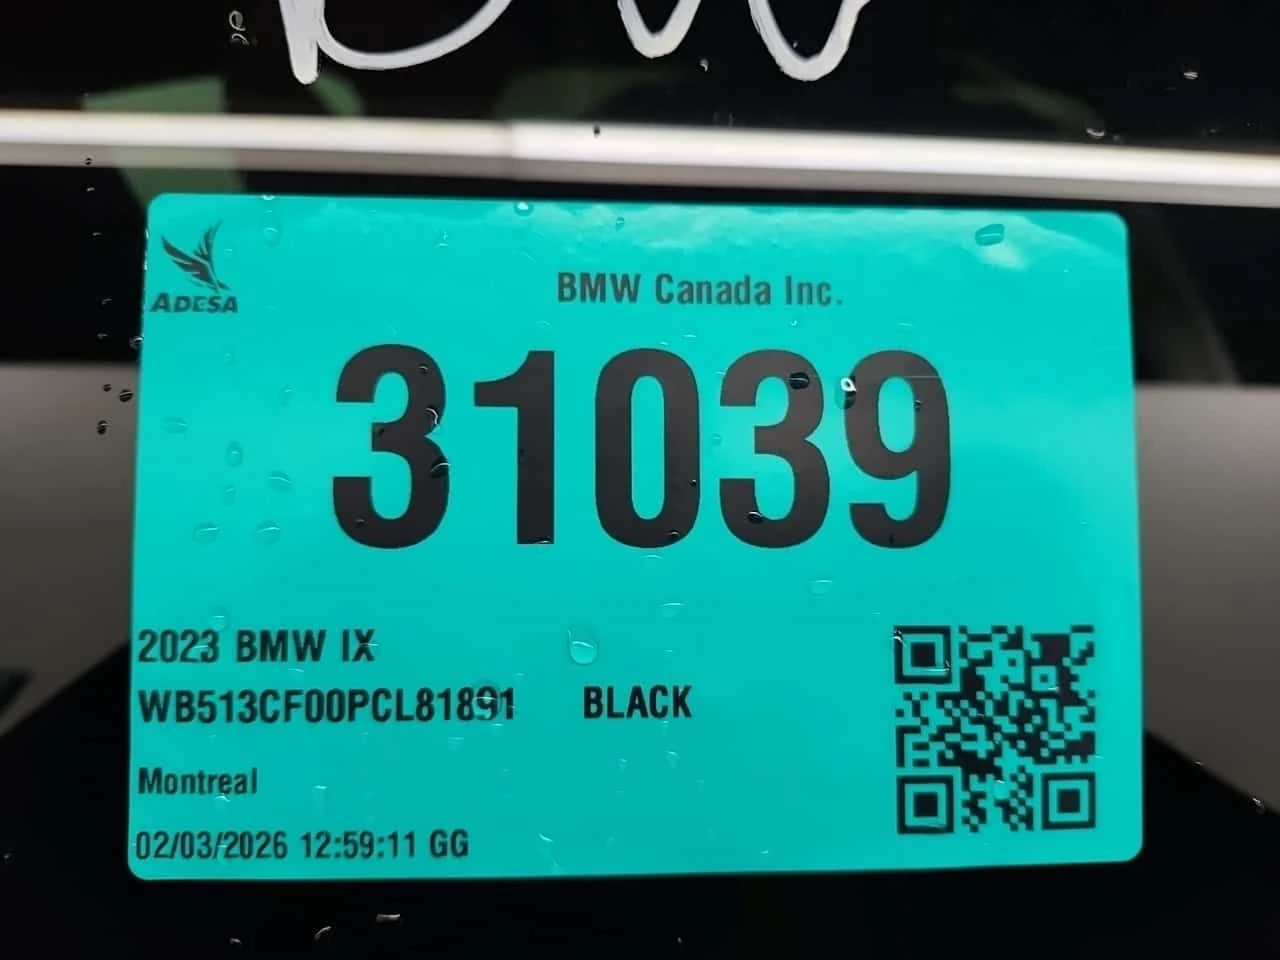 ADESA
BMW Canada Inc.
31039
2023 BMW IX
WB513CF00PCL81891 BLACK
Montreal
02/03/2026 12:59:11 GG